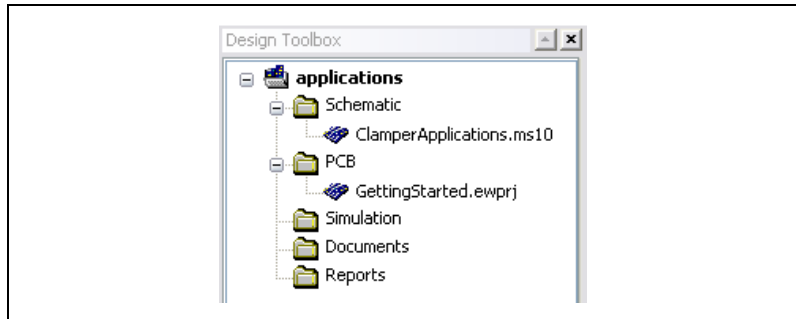 Design Toolbox
applications
Schematic
ClamperApplications.ms10
PCB
GettingStarted.ewprj
Simulation
Documents
Reports